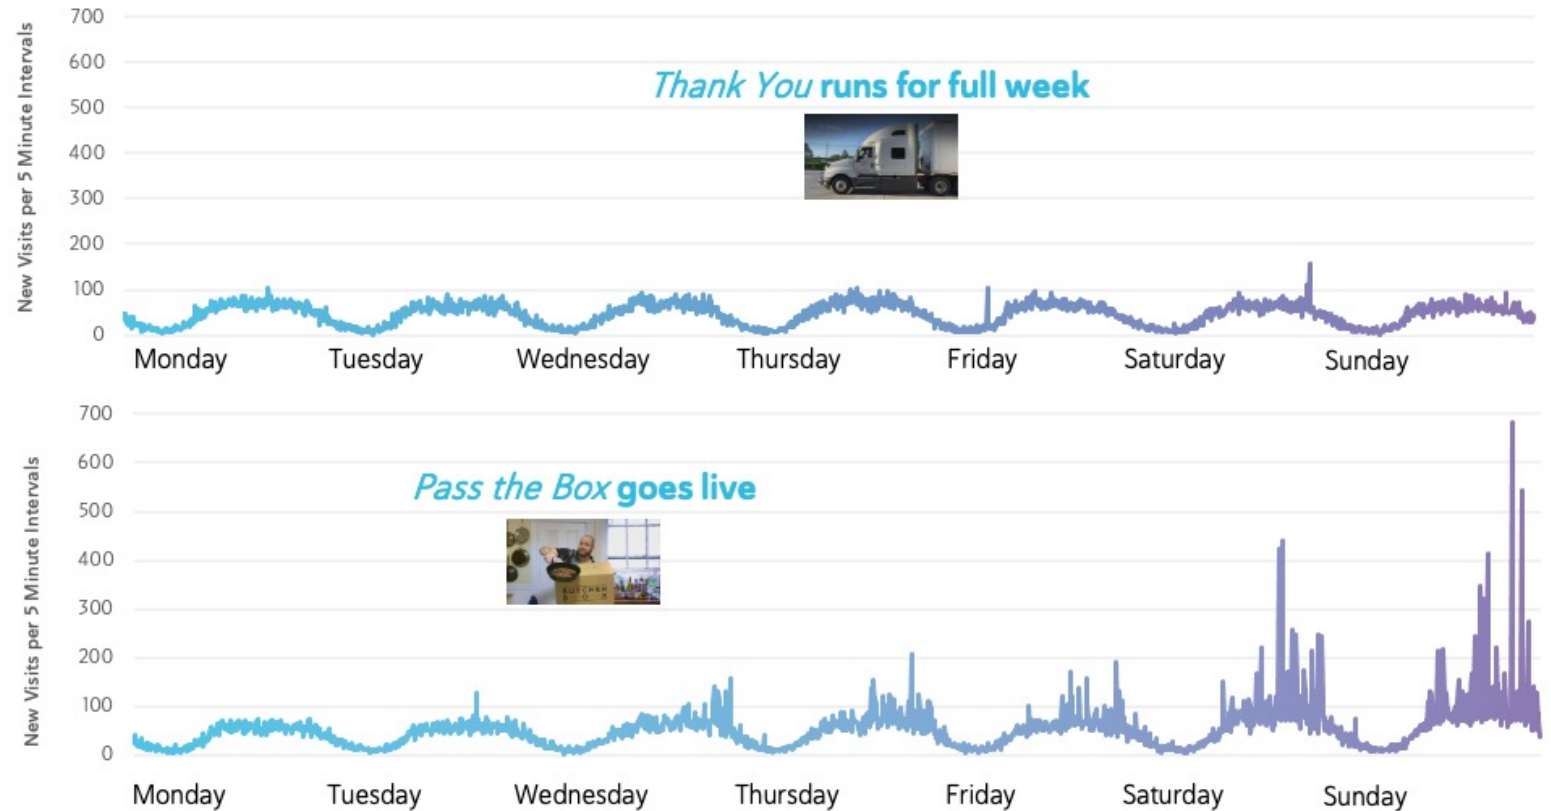 New Visits per 5 Minute Intervals
700
600
500
400
300
200
100
0
Thank You runs for full week
Monday Tuesday Wednesday Thursday Friday Saturday Sunday
New Visits per 5 Minute Intervals
700
600
500
400
300
200
100
0
Pass the Box goes live
BUTCHER
BOX
Monday Tuesday Wednesday Thursday Friday Saturday Sunday